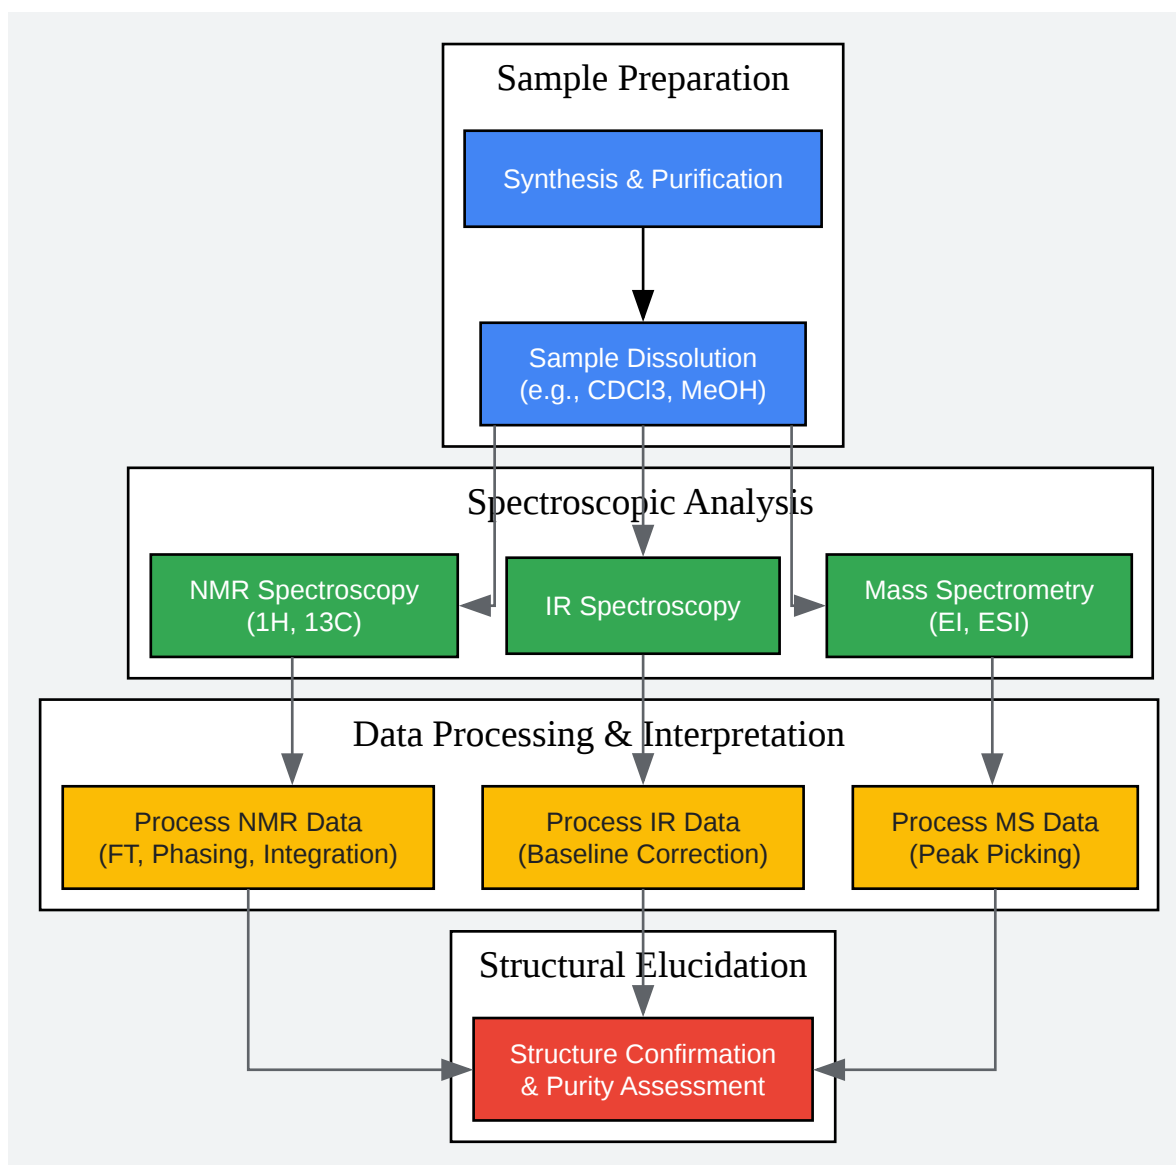 Sample Preparation
Synthesis & Purification
Sample Dissolution
(e.g., CDCl3, MeOH)
Spectroscopic Analysis
NMR Spectroscopy
(1H, 13C)
IR Spectroscopy
Mass Spectrometry
(EI, ESI)
Data Processing & Interpretation
Process NMR Data
(FT, Phasing, Integration)
Process IR Data
(Baseline Correction)
Process MS Data
(Peak Picking)
Structural Elucidation
Structure Confirmation
& Purity Assessment